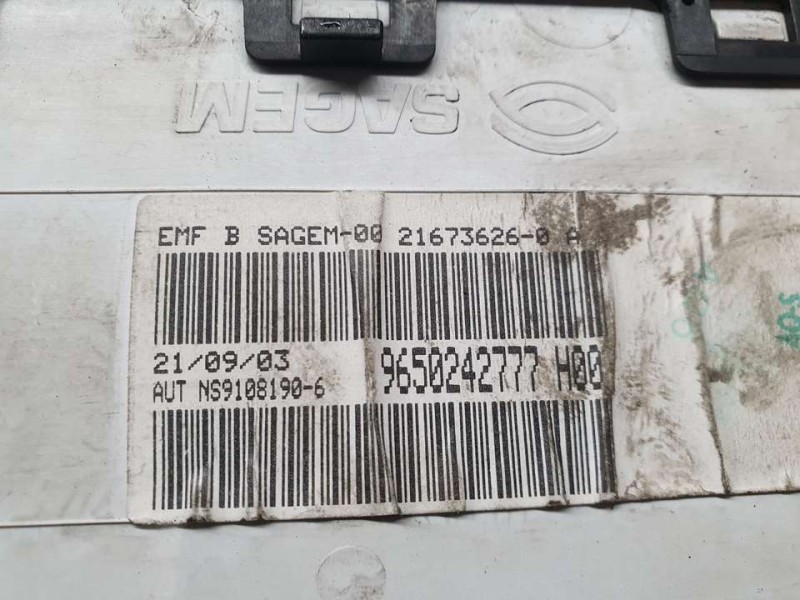 SAGEM
EMF B SAGEM-00 21673626-0 A
21/09/03
9650242777 H00
AUT NS9108190-6